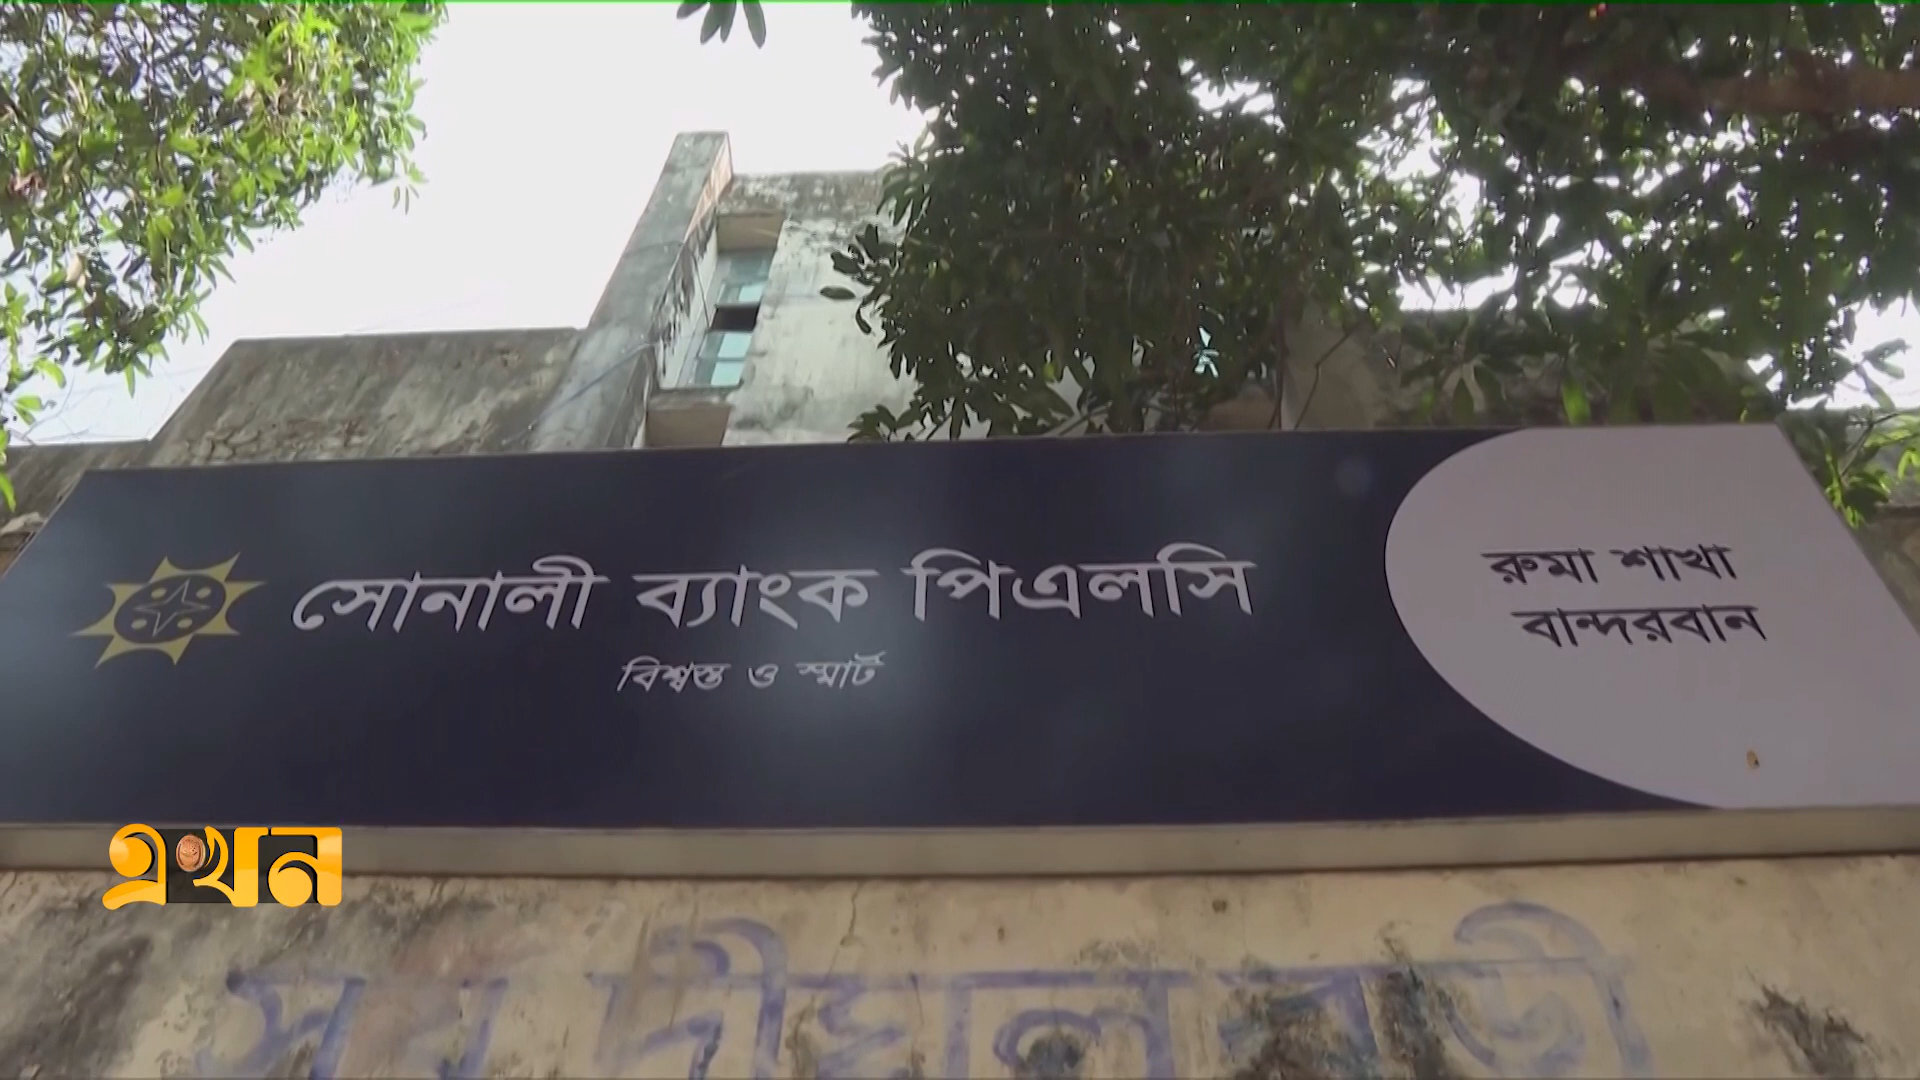 সোনালী ব্যাংক পিএলসি
বিশ্বস্ত ও স্মার্ট
রুমা শাখা
বান্দরবান
এখন